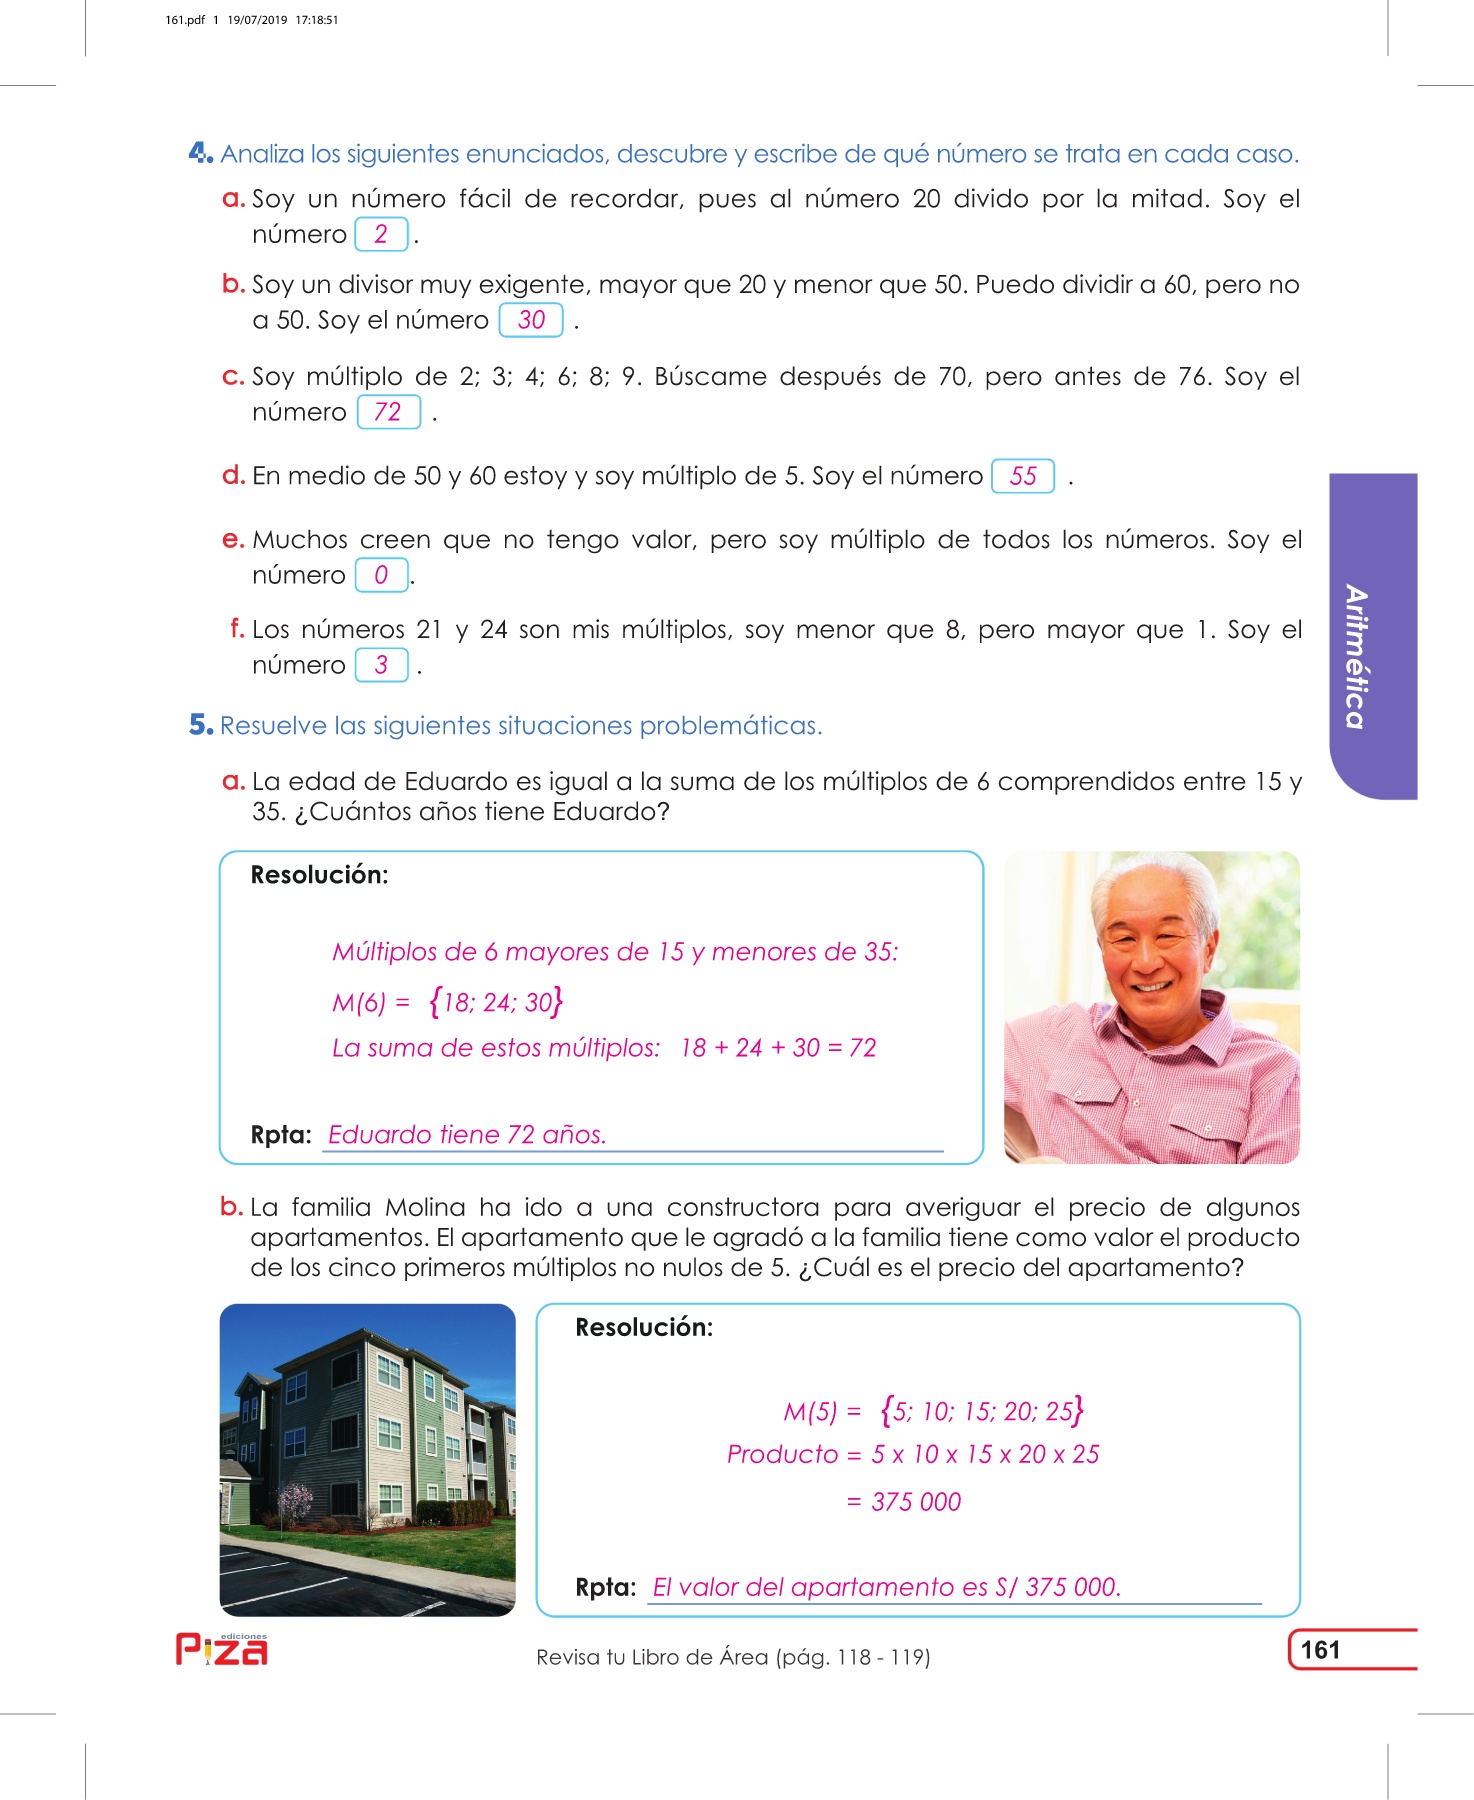 161.pdf 1 19/07/2019 17:18:51
4. Analiza los siguientes enunciados, descubre y escribe de qué número se trata en cada caso.
a. Soy un número fácil de recordar, pues al número 20 divido por la mitad. Soy el
número 2 .
b. Soy un divisor muy exigente, mayor que 20 y menor que 50. Puedo dividir a 60, pero no
a 50. Soy el número 30 .
c. Soy múltiplo de 2; 3; 4; 6; 8; 9. Búscame después de 70, pero antes de 76. Soy el
número 72 .
d. En medio de 50 y 60 estoy y soy múltiplo de 5. Soy el número 55 .
e. Muchos creen que no tengo valor, pero soy múltiplo de todos los números. Soy el
número 0 .
f. Los números 21 y 24 son mis múltiplos, soy menor que 8, pero mayor que 1. Soy el
número 3 .
Aritmética
5. Resuelve las siguientes situaciones problemáticas.
a. La edad de Eduardo es igual a la suma de los múltiplos de 6 comprendidos entre 15 y
35. ¿Cuántos años tiene Eduardo?
Resolución:
Múltiplos de 6 mayores de 15 y menores de 35:
M(6) = {18; 24; 30}
La suma de estos múltiplos: 18 + 24 + 30 = 72
Rpta: Eduardo tiene 72 años.
b. La familia Molina ha ido a una constructora para averiguar el precio de algunos
apartamentos. El apartamento que le agradó a la familia tiene como valor el producto
de los cinco primeros múltiplos no nulos de 5. ¿Cuál es el precio del apartamento?
Resolución:
M(5) = {5; 10; 15; 20; 25}
Producto = 5 x 10 x 15 x 20 x 25
= 375 000
Rpta: El valor del apartamento es S/ 375 000.
ediciones
Piza
Revisa tu Libro de Área (pág. 118 - 119)
161